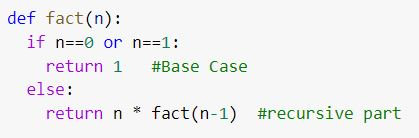 def fact(n):
  if n==0 or n==1:
    return 1   #Base Case
  else:
    return n * fact(n-1)  #recursive part